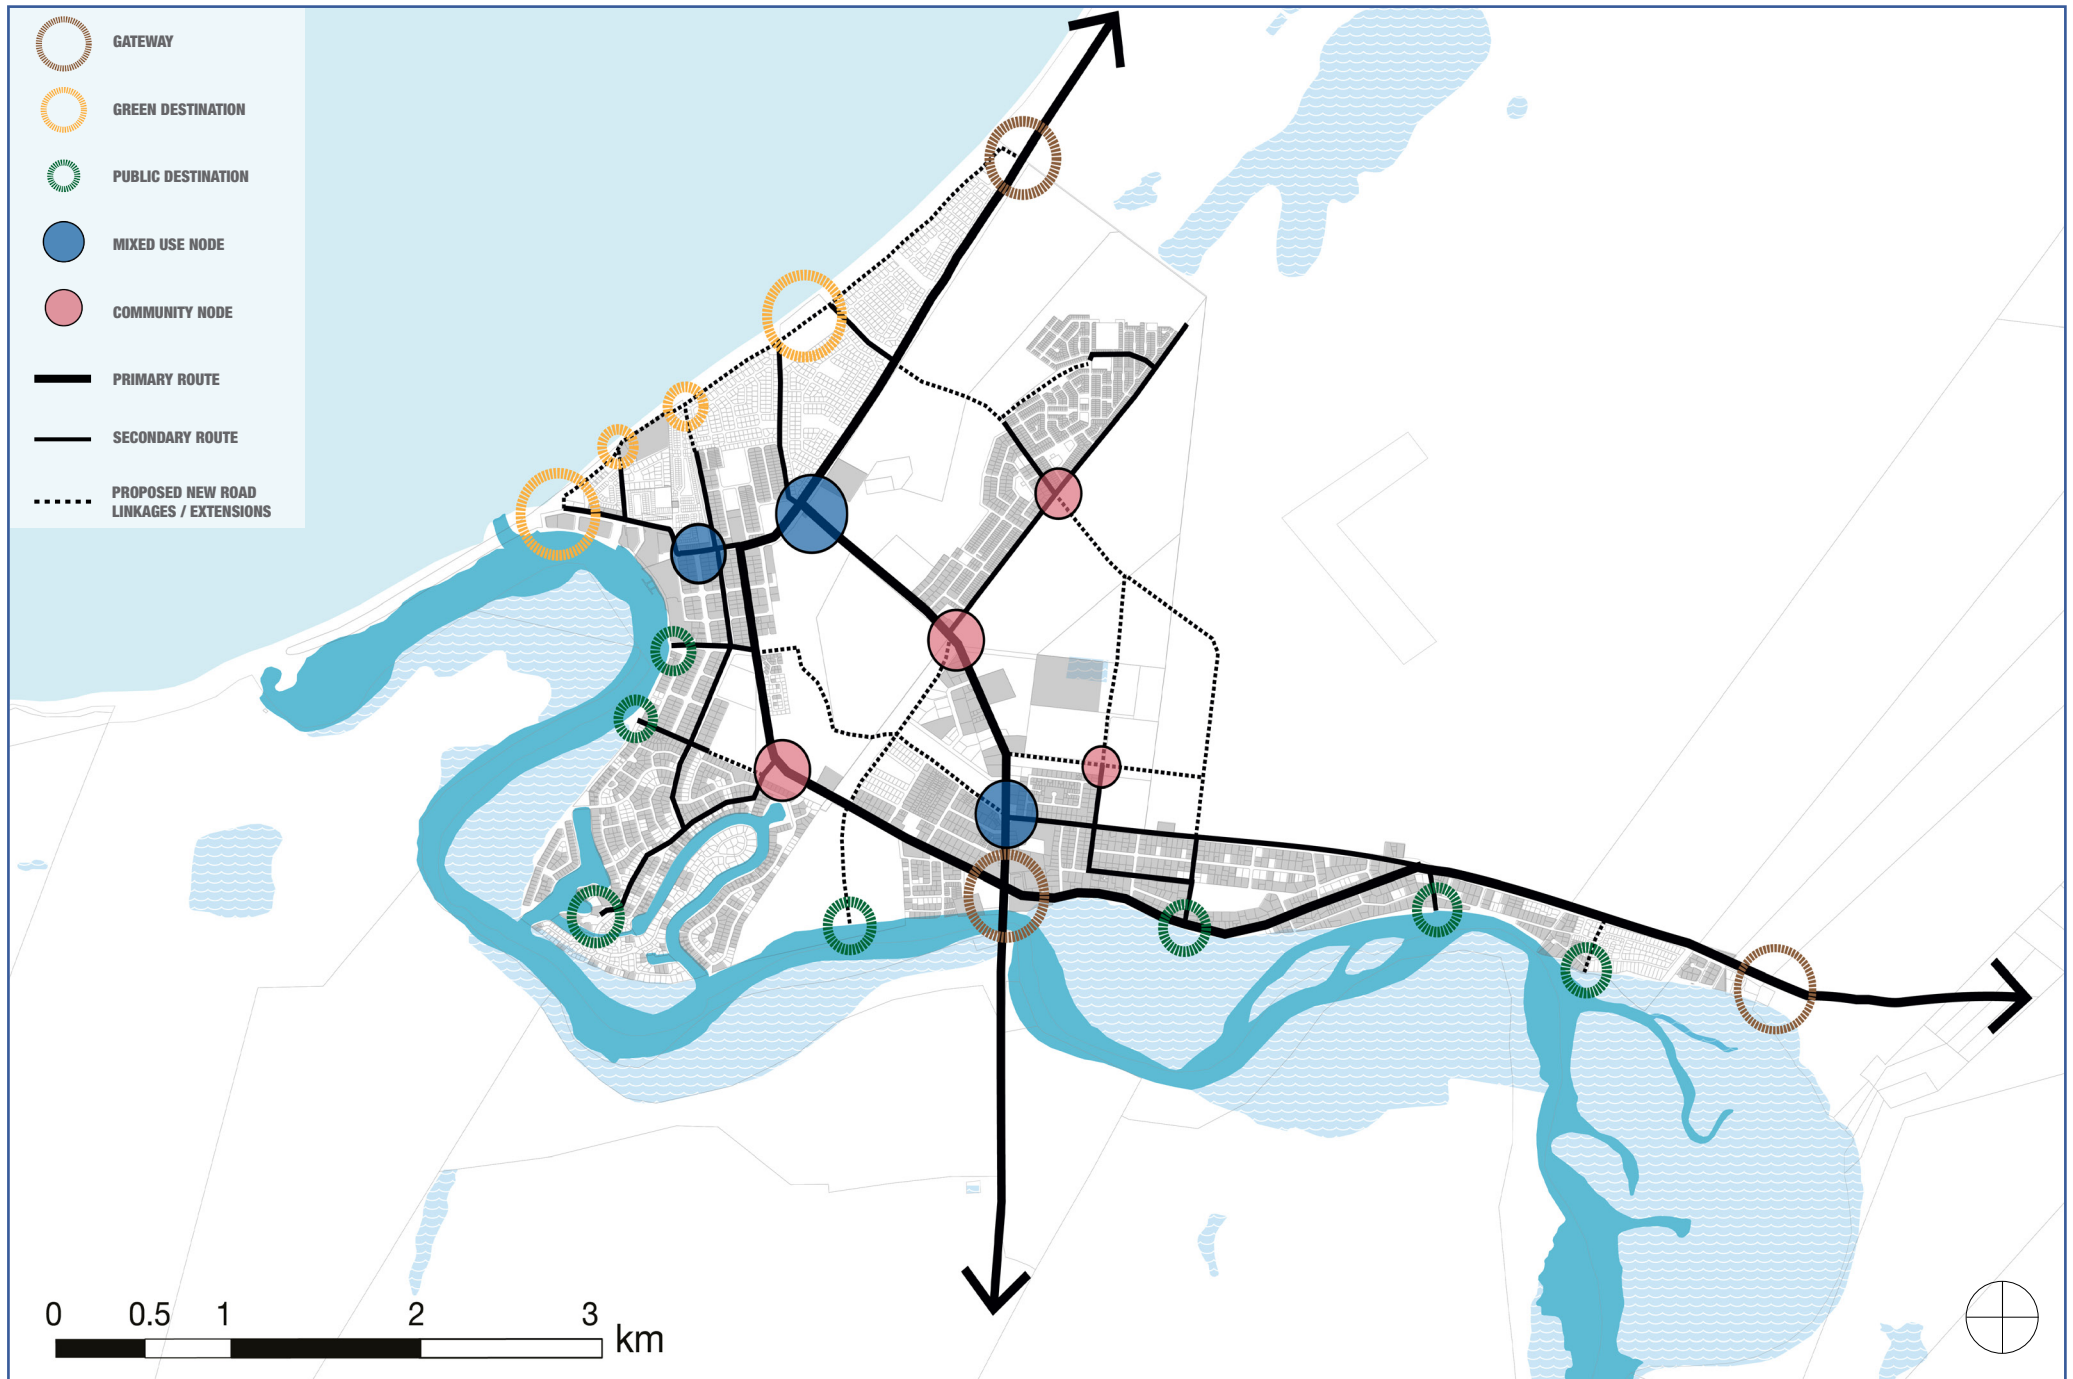 GATEWAY
GREEN DESTINATION
PUBLIC DESTINATION
MIXED USE NODE
COMMUNITY NODE
PRIMARY ROUTE
SECONDARY ROUTE
PROPOSED NEW ROAD
LINKAGES / EXTENSIONS
0 0.5 1 2 3
km